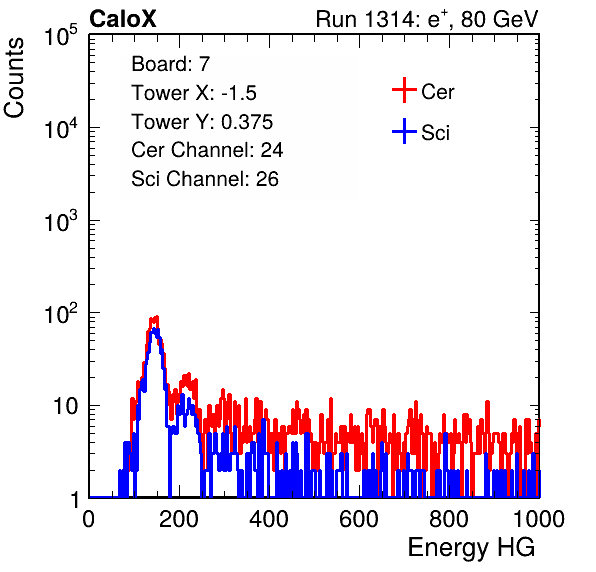 CaloX Run 1314: e⁺, 80 GeV
Counts
Board: 7
Tower X: -1.5
Tower Y: 0.375
Cer Channel: 24
Sci Channel: 26
Cer
Sci
10⁵
10⁴
10³
10²
10
1
0 200 400 600 800 1000
Energy HG